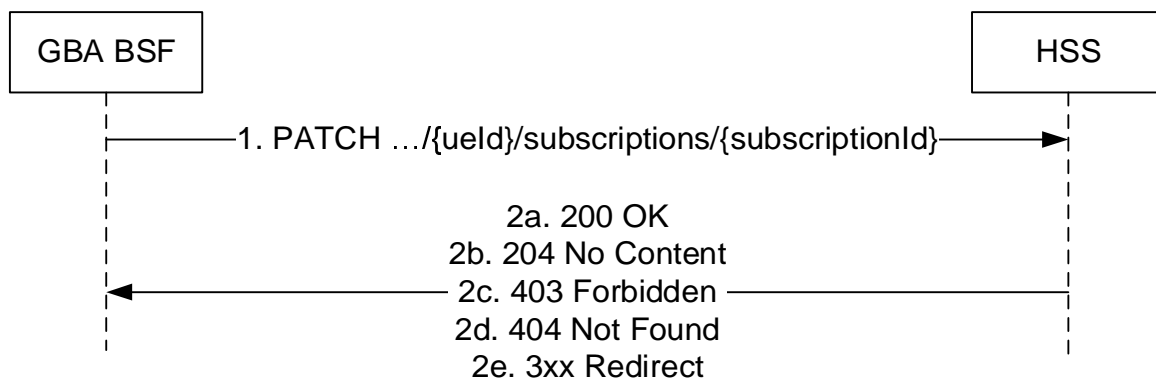 GBA BSF
HSS
1. PATCH …/{ueId}/subscriptions/{subscriptionId}
2a. 200 OK
2b. 204 No Content
2c. 403 Forbidden
2d. 404 Not Found
2e. 3xx Redirect